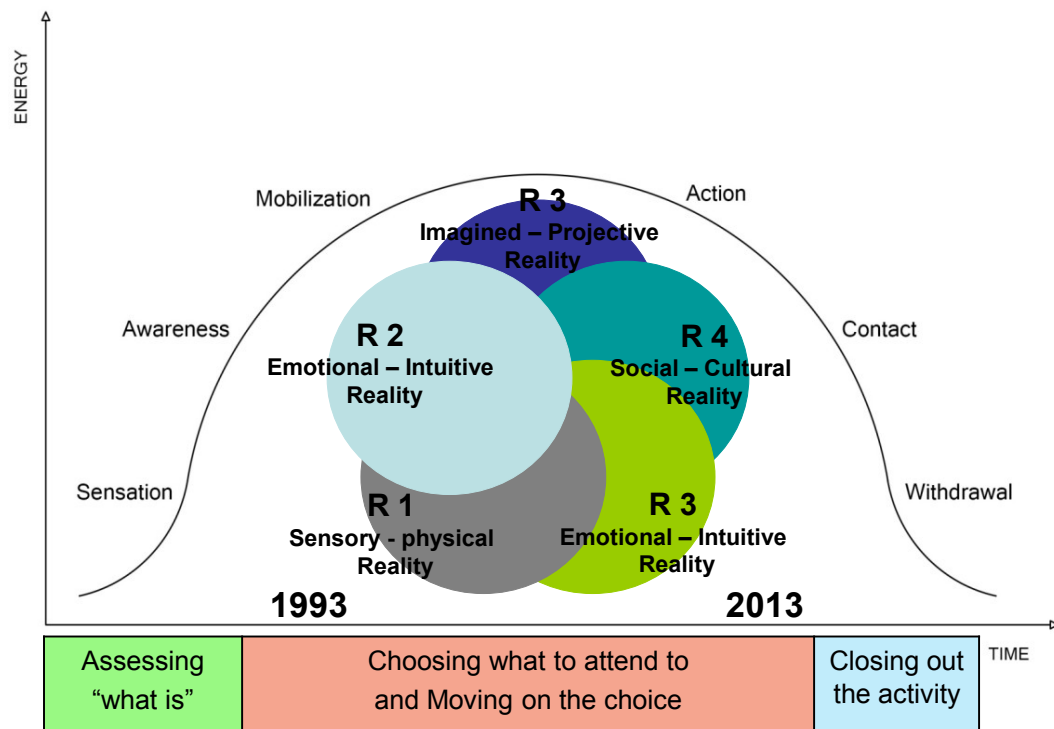 ENERGY
Mobilization
Action
R 3
Imagined – Projective
Reality
Awareness
Contact
R 2
Emotional – Intuitive
Reality
R 4
Social – Cultural
Reality
Sensation
Withdrawal
R 1
Sensory - physical
Reality
R 3
Emotional – Intuitive
Reality
1993
2013
TIME
Assessing
“what is”
Choosing what to attend to
and Moving on the choice
Closing out
the activity